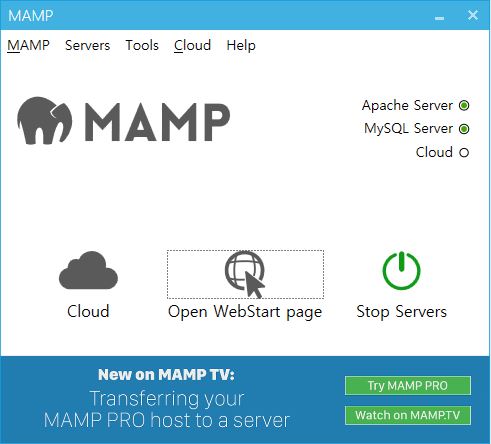 MAMP
MAMP Servers Tools Cloud Help
MAMP
Apache Server
MySQL Server
Cloud
Cloud Open WebStart page Stop Servers
New on MAMP TV:
Transferring your
MAMP PRO host to a server
Try MAMP PRO
Watch on MAMP.TV